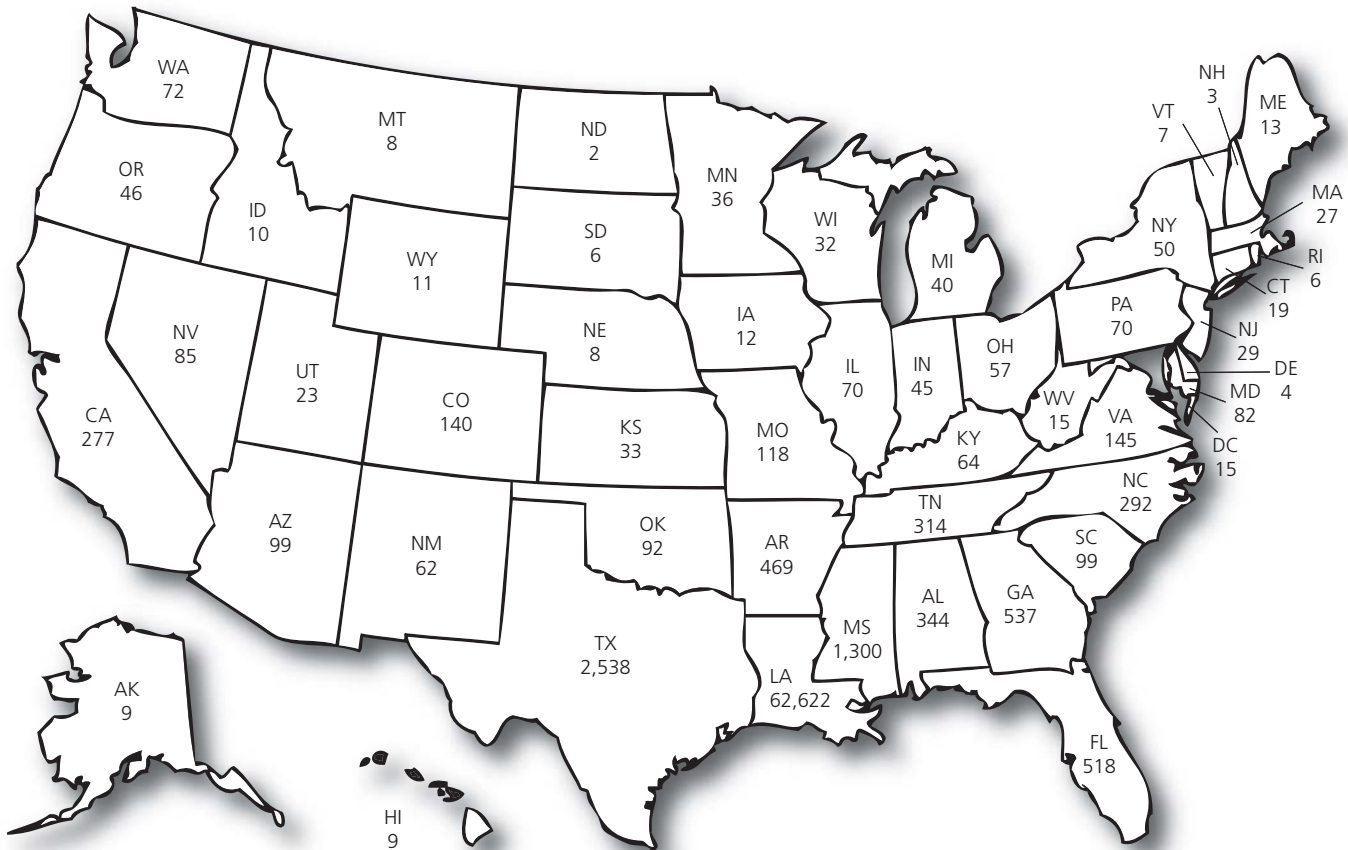 WA
72
MT
8
ND
2
MN
36
NH
3
VT
7
ME
13
OR
46
ID
10
WY
11
SD
6
WI
32
MI
40
NY
50
MA
27
RI
6
CT
19
NV
85
UT
23
CO
140
NE
8
IA
12
IL
70
IN
45
OH
57
PA
70
NJ
29
DE
4
MD
82
DC
15
WV
15
VA
145
CA
277
KS
33
MO
118
KY
64
NC
292
TN
314
SC
99
AZ
99
NM
62
OK
92
AR
469
MS
1,300
AL
344
GA
537
TX
2,538
LA
62,622
FL
518
AK
9
HI
9